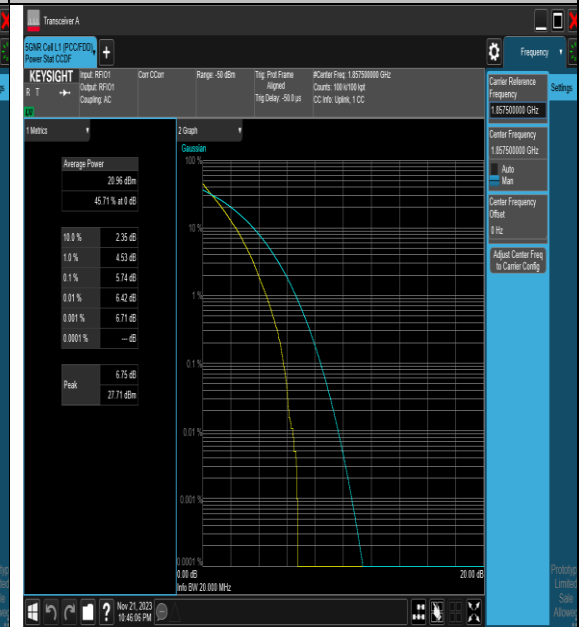 Transceiver A
5GNR Cell L1 (PCC/FDD)
Power Stat CCDF
Frequency
KEYSIGHT
R T
Input: RFIO1
Output: RFIO1
Coupling: AC
Corr CCorr
Range: -50 dBm
Trig: Prot Frame
Aligned
Trig Delay: -50.0 µs
#Center Freq: 1.857500000 GHz
Counts: 100 k/100 kpt
CC Info: Uplink, 1 CC
Settings
Carrier Reference
Frequency
1.857500000 GHz
Center Frequency
1.857500000 GHz
Auto
Man
Center Frequency
Offset
0 Hz
Adjust Center Freq
to Carrier Config
1 Metrics
Average Power
20.96 dBm
45.71 % at 0 dB
10.0 % 2.35 dB
1.0 % 4.53 dB
0.1 % 5.74 dB
0.01 % 6.42 dB
0.001 % 6.71 dB
0.0001 % --- dB
Peak
6.75 dB
27.71 dBm
2 Graph
Gaussian
100 %
10 %
1 %
0.1 %
0.01 %
0.001 %
0.0001 %
0.00 dB
20.00 dB
Info BW 20.000 MHz
Nov 21, 2023
10:46:06 PM